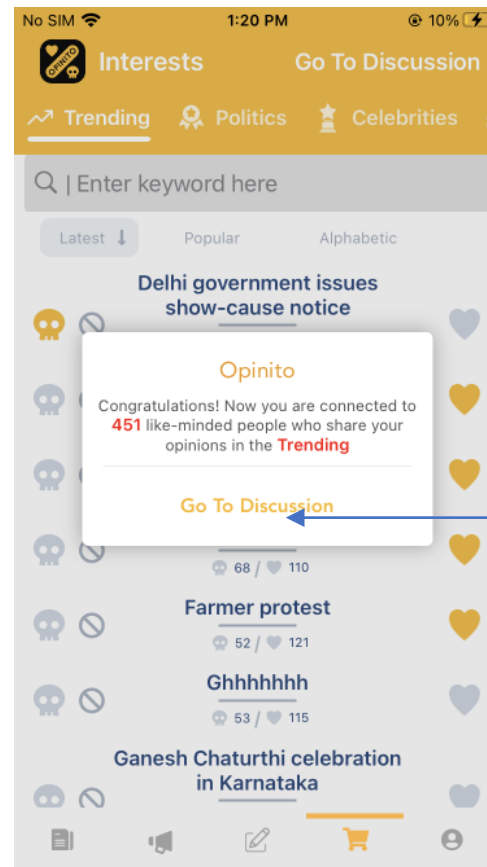 No SIM 1:20 PM 10%
OPINITO Interests Go To Discussion
Trending Politics Celebrities
| Enter keyword here
Latest Popular Alphabetic
Delhi government issues
show-cause notice
Opinito
Congratulations! Now you are connected to
451 like-minded people who share your
opinions in the Trending
Go To Discussion
68 / 110
Farmer protest
52 / 121
Ghhhhhhh
53 / 115
Ganesh Chaturthi celebration
in Karnataka